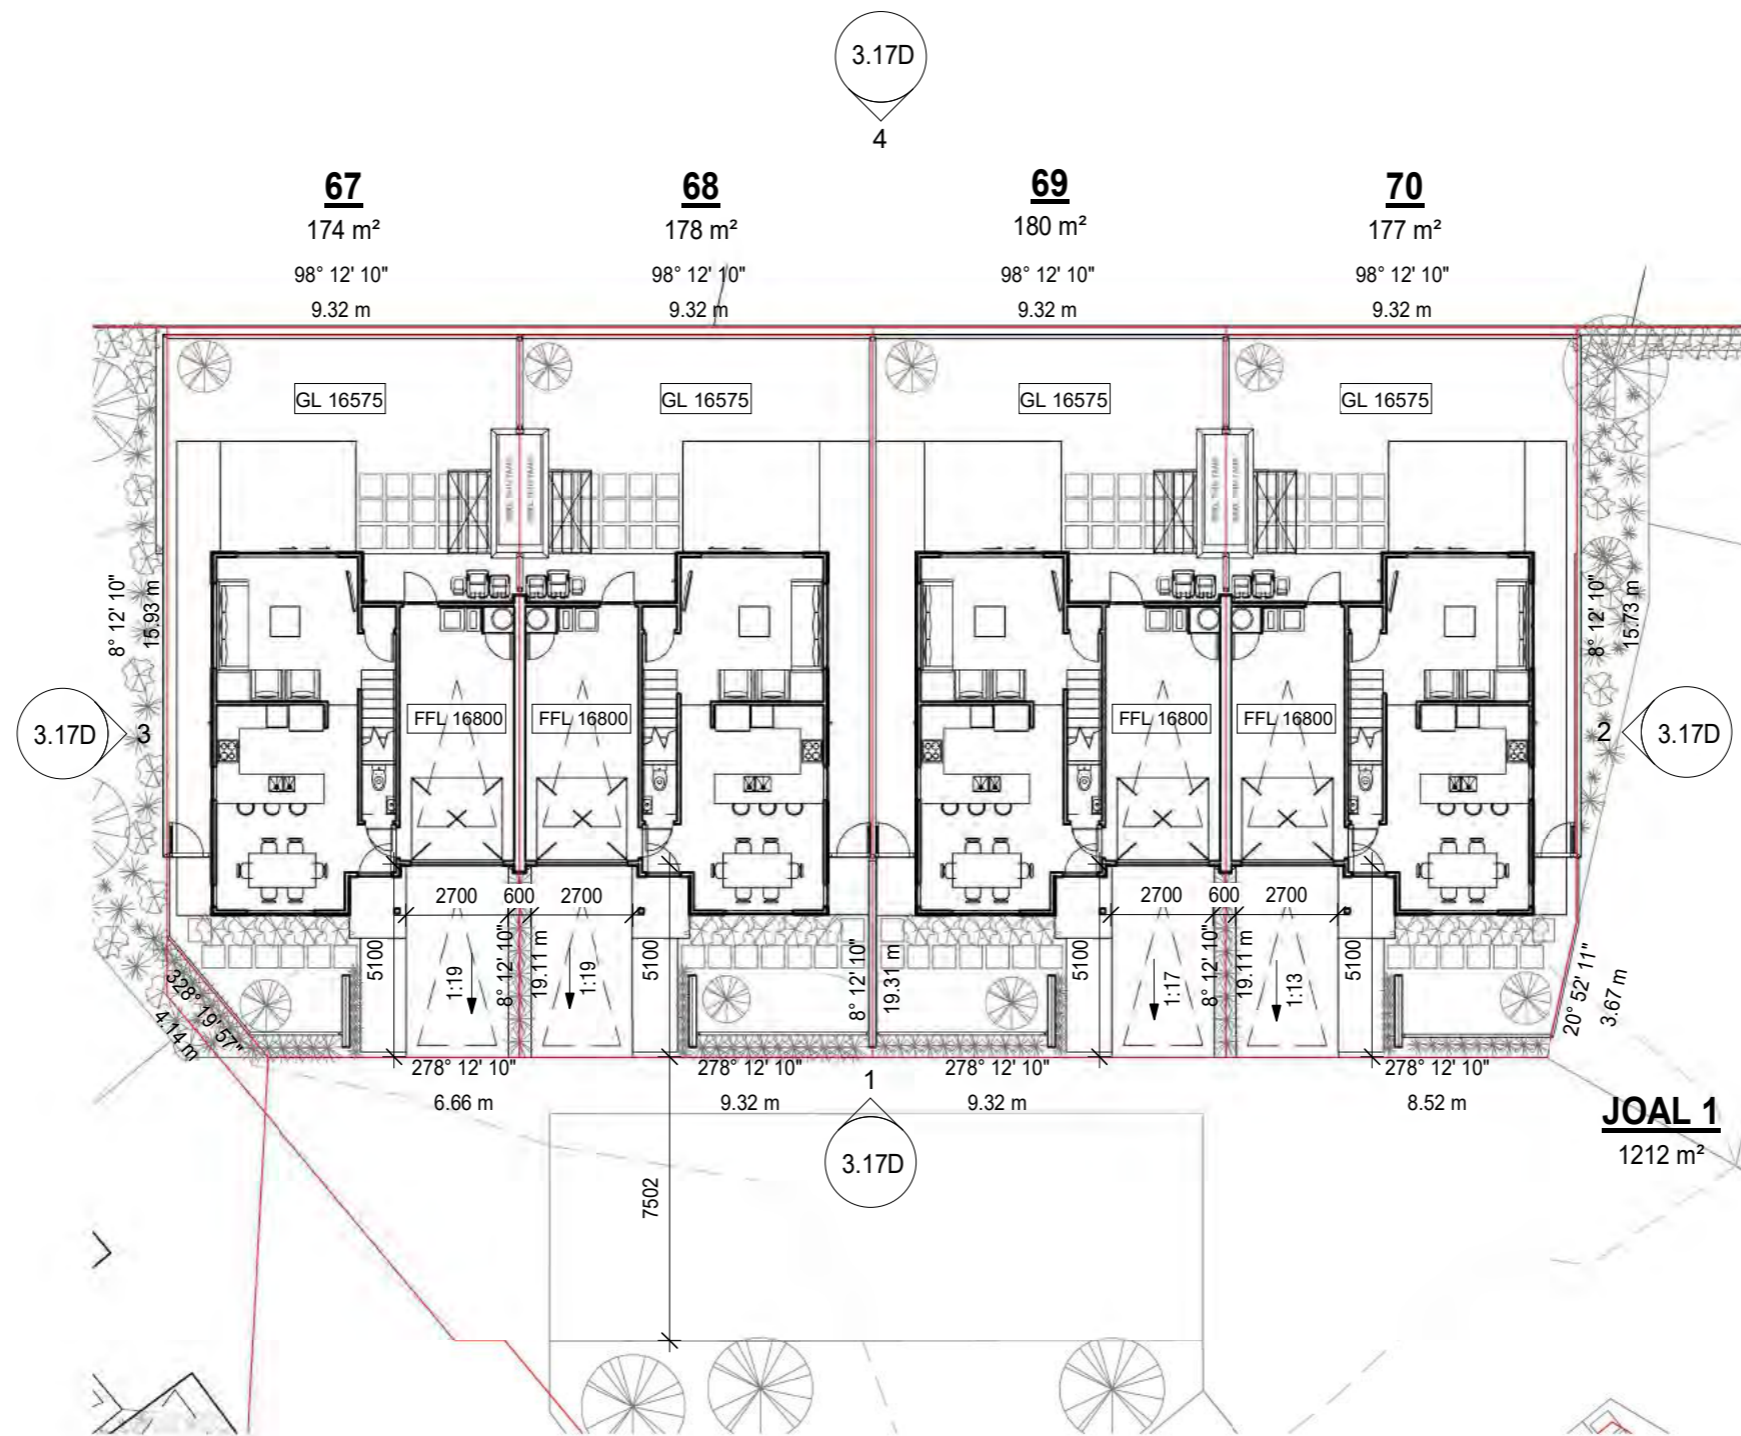 3.17D
4
67
68
69
70
174 m²
178 m²
180 m²
177 m²
98° 12' 10"
98° 12' 10"
98° 12' 10"
98° 12' 10"
9.32 m
9.32 m
9.32 m
9.32 m
GL 16575
GL 16575
GL 16575
GL 16575
8° 12' 10"
15.93 m
8° 12' 10"
15.73 m
3.17D
3
FFL 16800
FFL 16800
FFL 16800
FFL 16800
2
3.17D
2700
600
2700
2700
600
2700
5100
1:19
8° 12' 10"
19.11 m
1:19
5100
8° 12' 10"
19.31 m
5100
1:17
8° 12' 10"
19.11 m
1:13
5100
328° 19' 57"
4.14 m
20° 52' 11"
3.67 m
278° 12' 10"
278° 12' 10"
278° 12' 10"
278° 12' 10"
6.66 m
9.32 m
1
9.32 m
8.52 m
3.17D
7502
JOAL 1
1212 m²